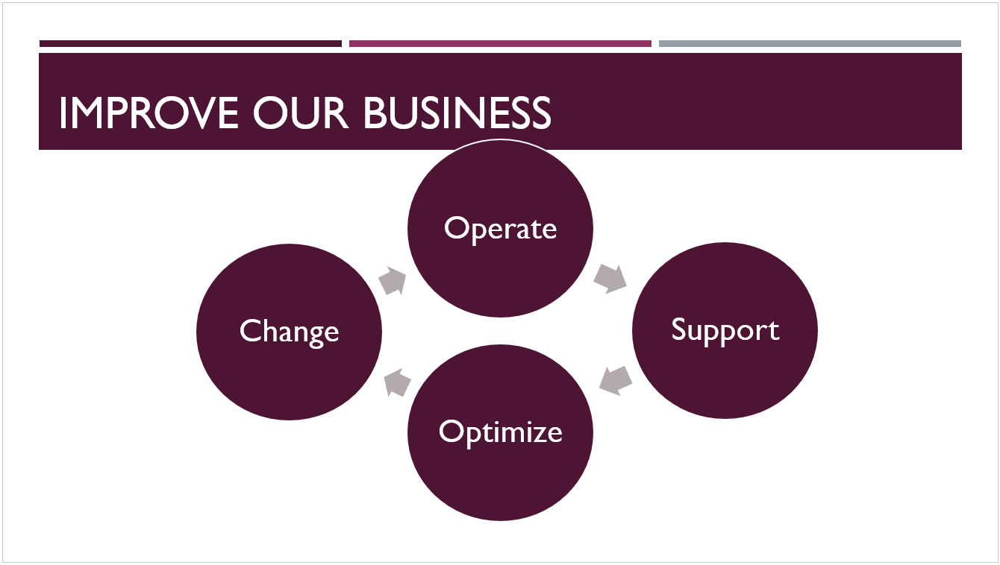 IMPROVE OUR BUSINESS
Operate
Support
Optimize
Change